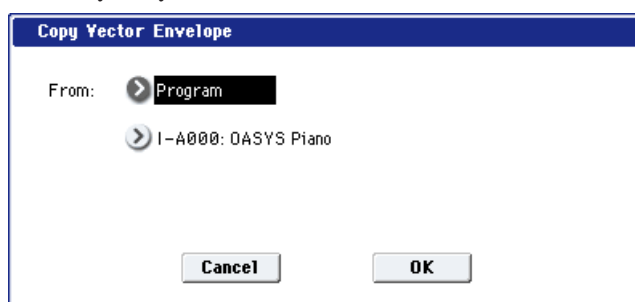 Copy Vector Envelope
From: Program
I-A000: OASYS Piano
Cancel OK